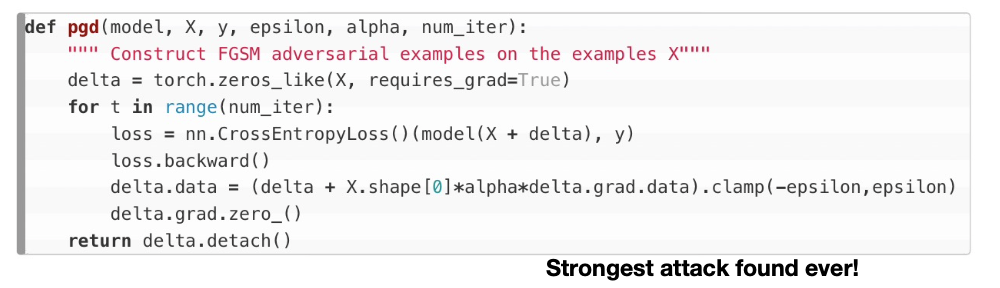 def pgd(model, X, y, epsilon, alpha, num_iter):
""" Construct FGSM adversarial examples on the examples X"""
delta = torch.zeros_like(X, requires_grad=True)
for t in range(num_iter):
loss = nn.CrossEntropyLoss()(model(X + delta), y)
loss.backward()
delta.data = (delta + X.shape[0]*alpha*delta.grad.data).clamp(-epsilon,epsilon)
delta.grad.zero_()
return delta.detach()
Strongest attack found ever!